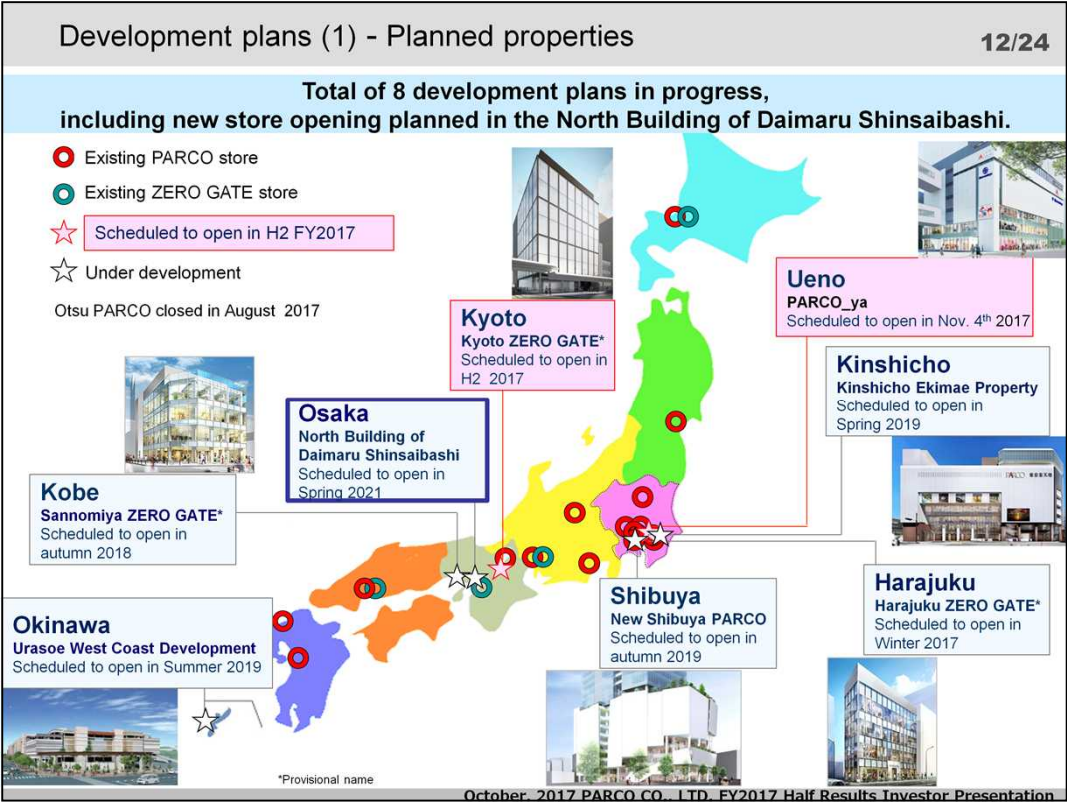 Development plans (1) - Planned properties
12/24
Total of 8 development plans in progress,
including new store opening planned in the North Building of Daimaru Shinsaibashi.
Existing PARCO store
Existing ZERO GATE store
Scheduled to open in H2 FY2017
Under development
Otsu PARCO closed in August 2017
Kyoto
Kyoto ZERO GATE*
Scheduled to open in
H2 2017
Ueno
PARCO_ya
Scheduled to open in Nov. 4th 2017
Kinshicho
Kinshicho Ekimae Property
Scheduled to open in
Spring 2019
PARCO
Osaka
North Building of
Daimaru Shinsaibashi
Scheduled to open in
Spring 2021
Kobe
Sannomiya ZERO GATE*
Scheduled to open in
autumn 2018
Okinawa
Urasoe West Coast Development
Scheduled to open in Summer 2019
Shibuya
New Shibuya PARCO
Scheduled to open in
autumn 2019
Harajuku
Harajuku ZERO GATE*
Scheduled to open in
Winter 2017
*Provisional name
October, 2017 PARCO CO., LTD. FY2017 Half Results Investor Presentation